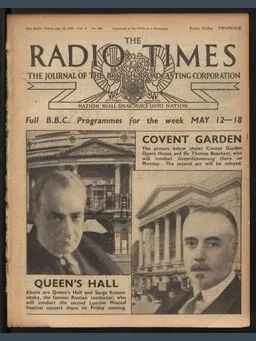 Every Friday. TWOPENCE
THE
RADIO TIMES
THE JOURNAL OF THE BRITISH BROADCASTING CORPORATION
NATION SHALL SPEAK PEACE UNTO NATION
Full B.B.C. Programmes for the week MAY 12—18
COVENT GARDEN
The picture below shows Covent Garden
Opera House and Sir Thomas Beecham, who
will conduct Götterdämmerung there on
Monday. The second act will be relayed.
QUEEN'S HALL
Above are Queen's Hall and Serge Kousse-
vitzky, the famous Russian conductor, who
will conduct the second London Musical
Festival concert there on Friday evening.